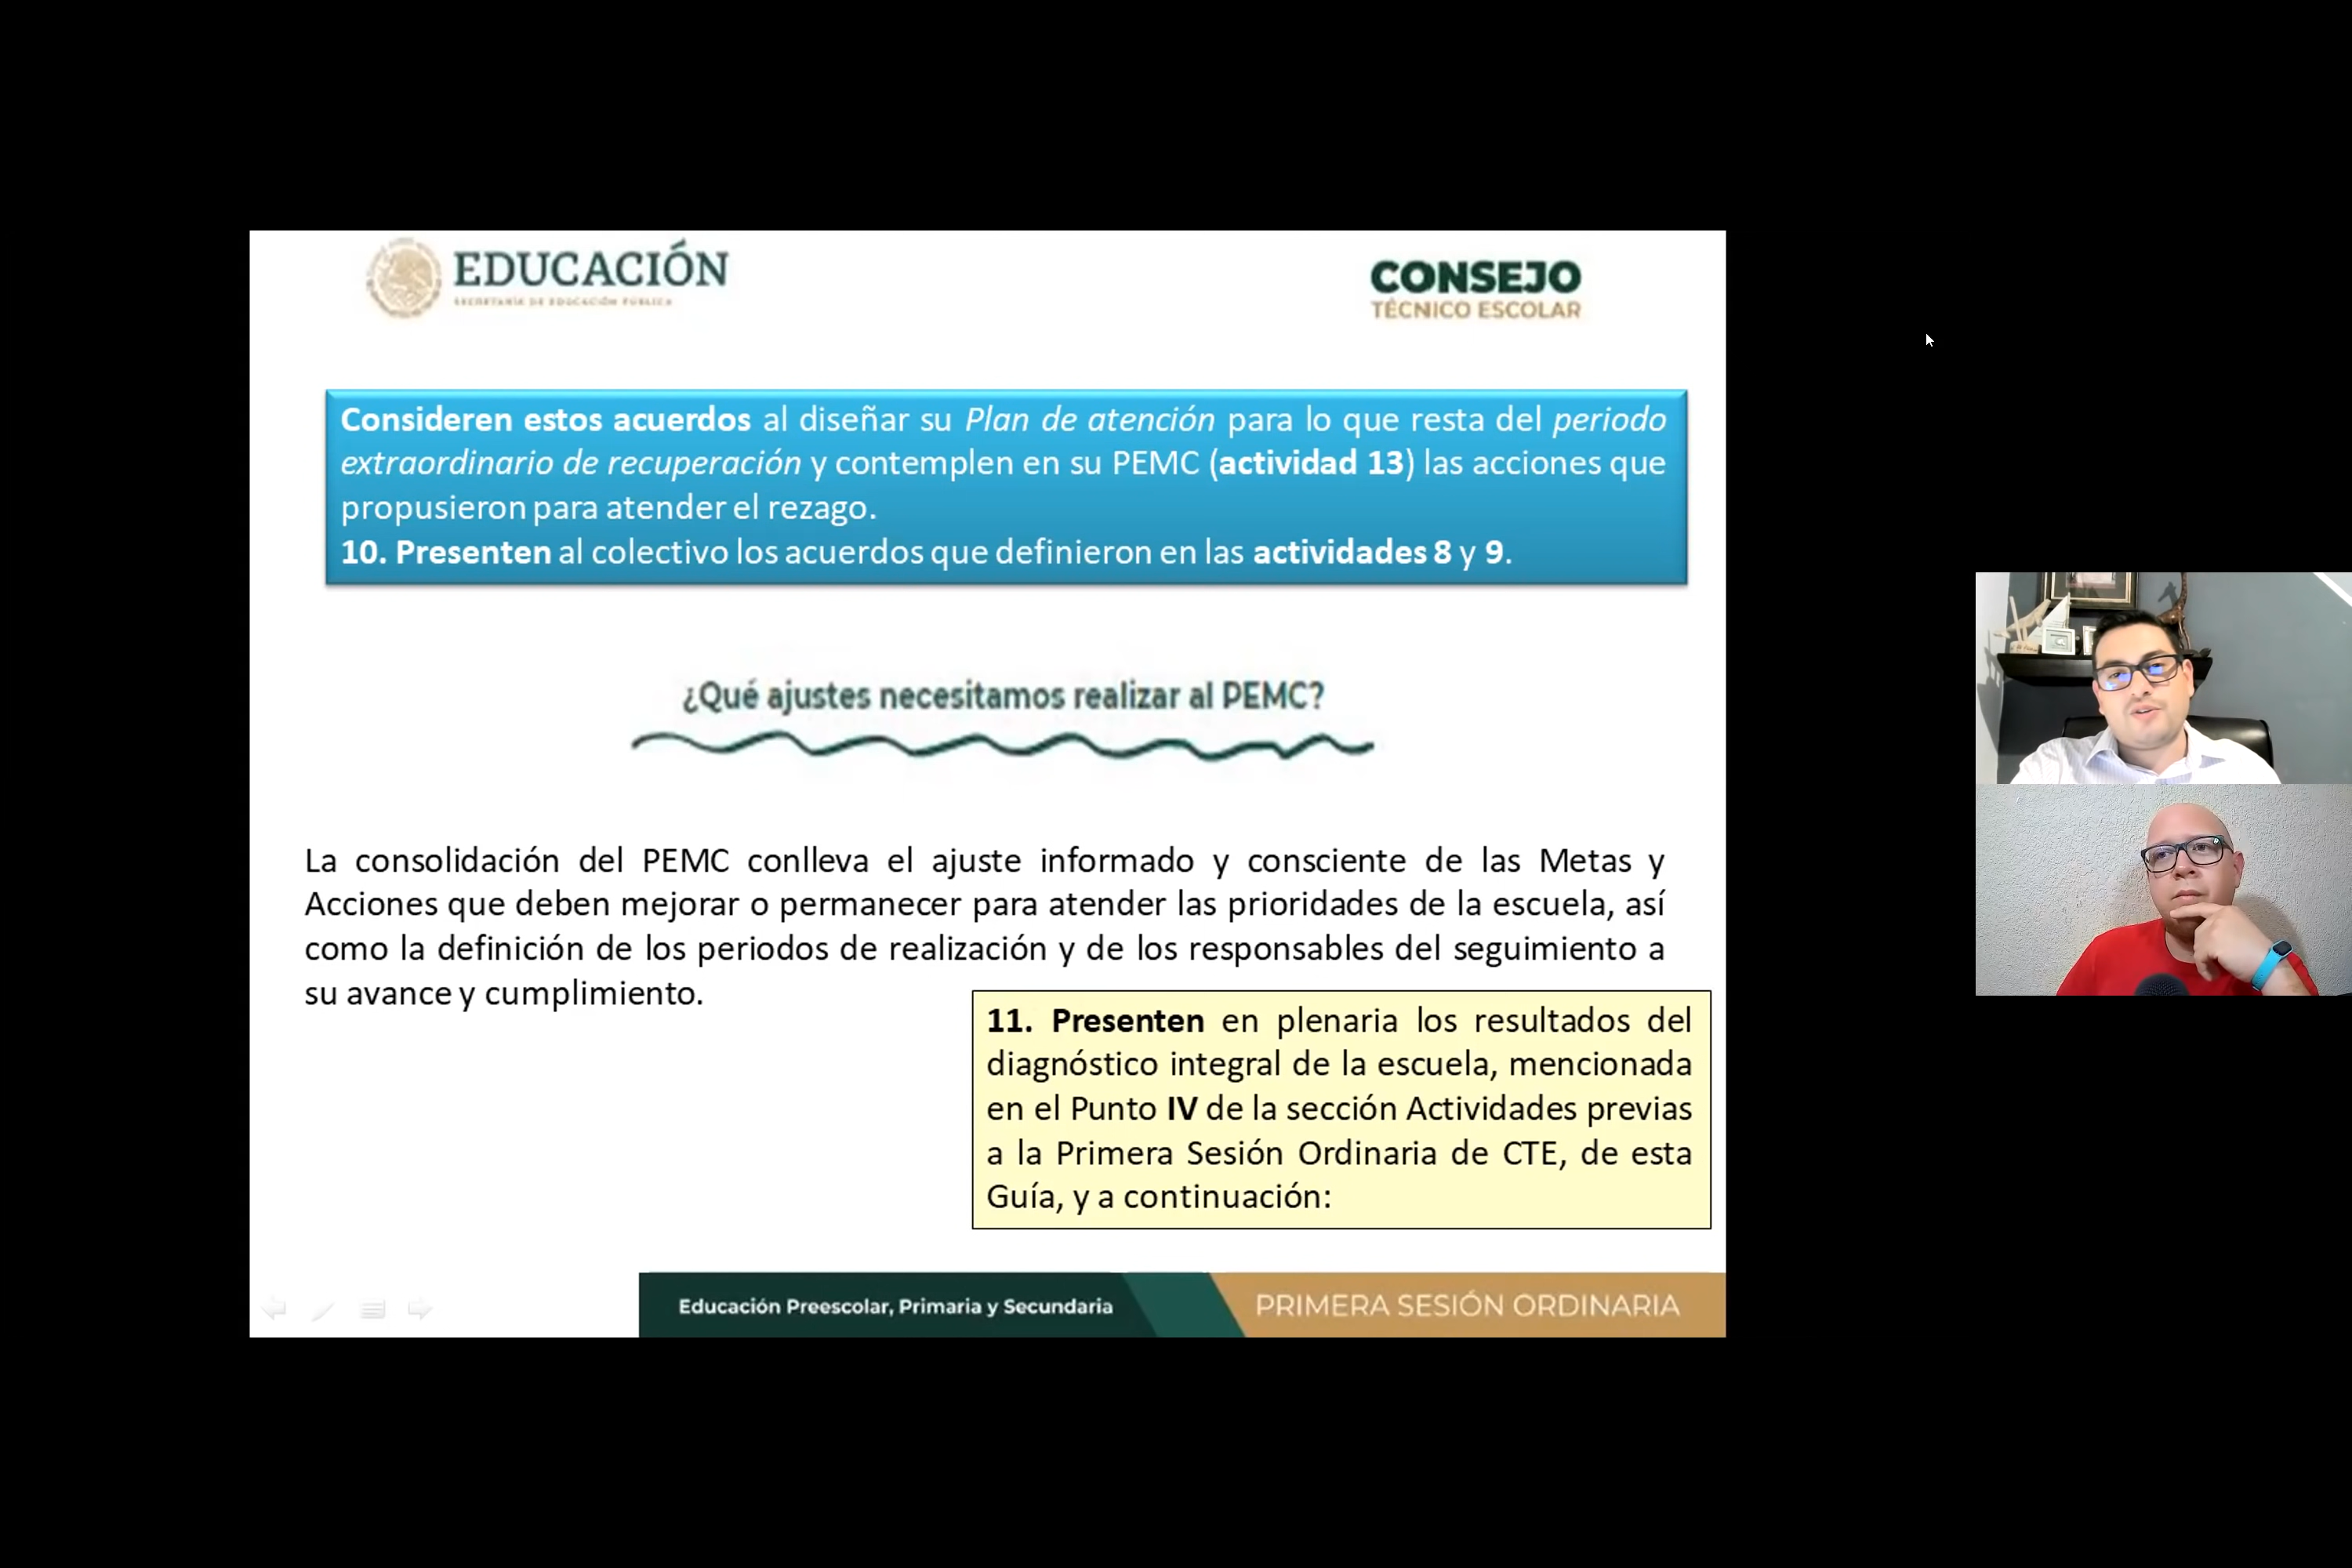 EDUCACIÓN
SECRETARÍA DE EDUCACIÓN PÚBLICA
CONSEJO
TÉCNICO ESCOLAR
Consideren estos acuerdos al diseñar su Plan de atención para lo que resta del periodo
extraordinario de recuperación y contemplen en su PEMC (actividad 13) las acciones que
propusieron para atender el rezago.
10. Presenten al colectivo los acuerdos que definieron en las actividades 8 y 9.
¿Qué ajustes necesitamos realizar al PEMC?
La consolidación del PEMC conlleva el ajuste informado y consciente de las Metas y
Acciones que deben mejorar o permanecer para atender las prioridades de la escuela, así
como la definición de los periodos de realización y de los responsables del seguimiento a
su avance y cumplimiento.
11. Presenten en plenaria los resultados del
diagnóstico integral de la escuela, mencionada
en el Punto IV de la sección Actividades previas
a la Primera Sesión Ordinaria de CTE, de esta
Guía, y a continuación:
Educación Preescolar, Primaria y Secundaria
PRIMERA SESIÓN ORDINARIA